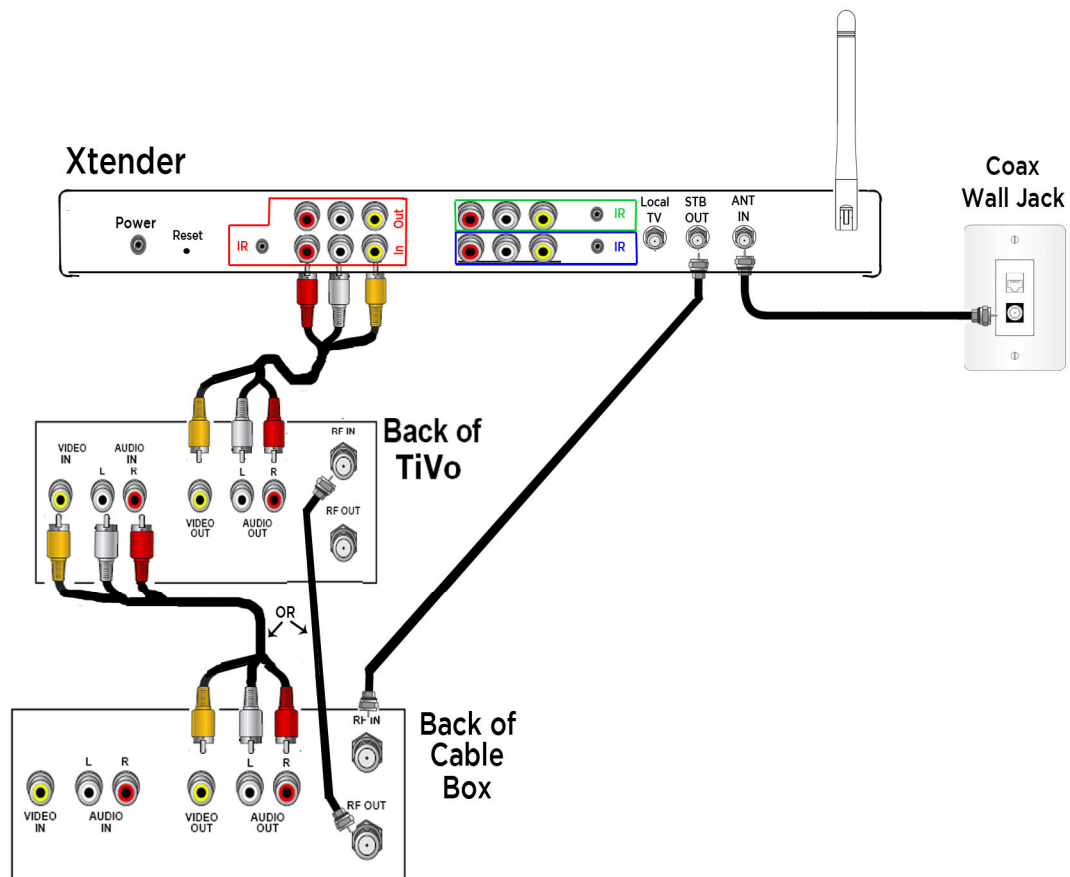 Xtender
Coax
Wall Jack
Power
Reset
IR
Out
In
IR
IR
Local
TV
STB
OUT
ANT
IN
Back of
TiVo
VIDEO
IN
AUDIO
IN
L
R
VIDEO
OUT
L
R
AUDIO
OUT
RF IN
RF OUT
OR
Back of
Cable
Box
VIDEO
IN
L
R
AUDIO
IN
VIDEO
OUT
L
R
AUDIO
OUT
RF IN
RF OUT